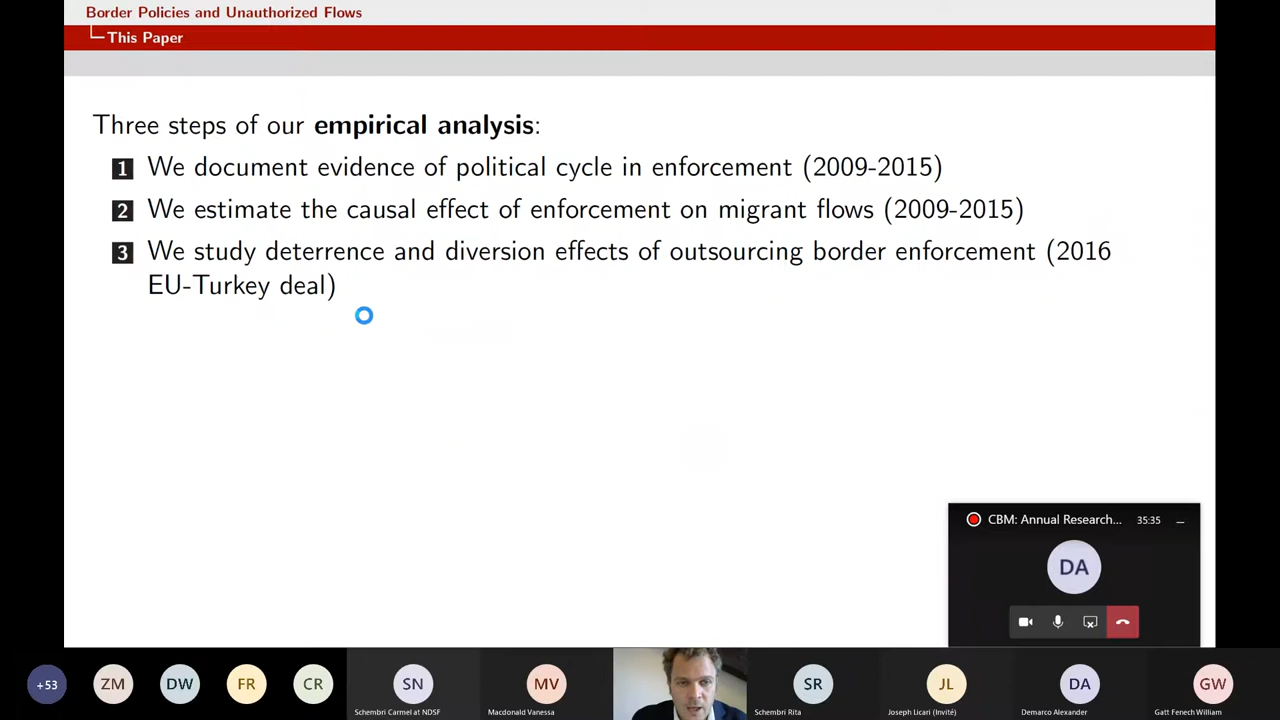 Border Policies and Unauthorized Flows
This Paper
Three steps of our empirical analysis:
1 We document evidence of political cycle in enforcement (2009-2015)
2 We estimate the causal effect of enforcement on migrant flows (2009-2015)
3 We study deterrence and diversion effects of outsourcing border enforcement (2016
EU-Turkey deal)
CBM: Annual Research... 35:35
DA
+53 ZM DW FR CR SN MV SR JL DA GW
Schembri Carmel at NDSF Macdonald Vanessa Schembri Rita Joseph Licari (Invité) Demarco Alexander Gatt Fenech William